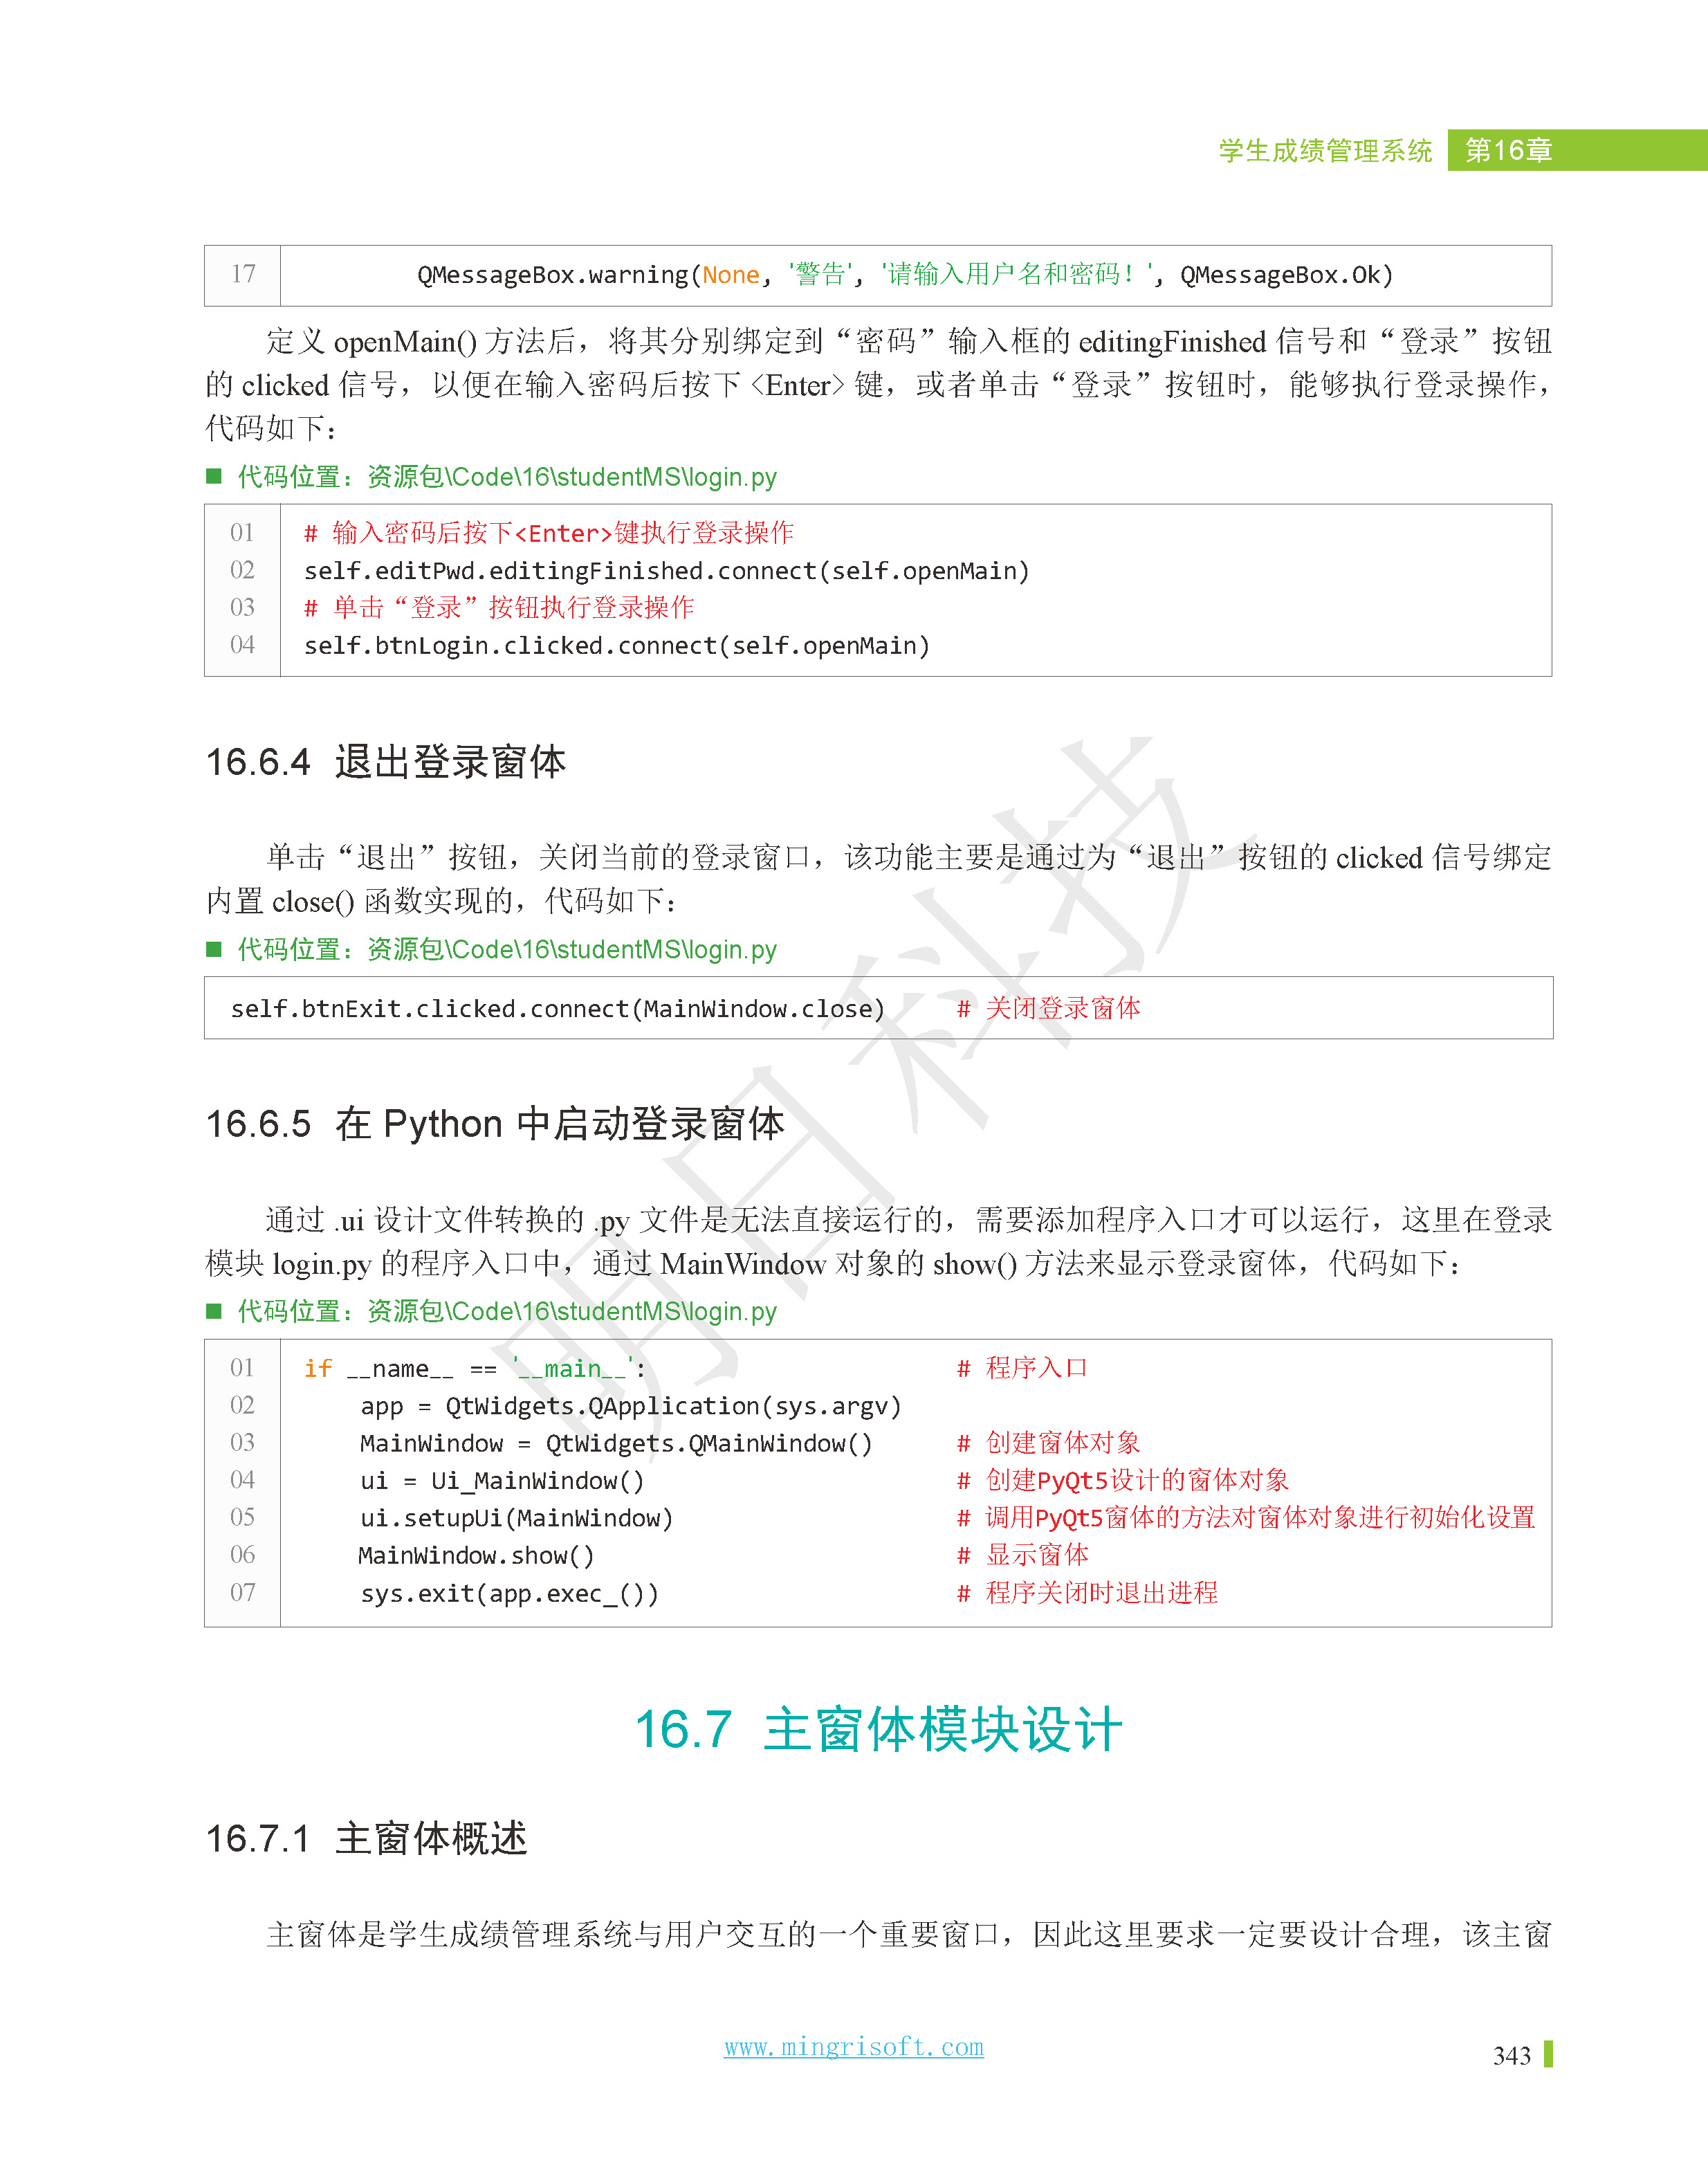 学生成绩管理系统 第16章
17 QMessageBox.warning(None, '警告', '请输入用户名和密码！', QMessageBox.Ok)
定义 openMain() 方法后，将其分别绑定到“密码”输入框的 editingFinished 信号和“登录”按钮
的 clicked 信号，以便在输入密码后按下 <Enter> 键，或者单击“登录”按钮时，能够执行登录操作，
代码如下：
■ 代码位置：资源包\Code\16\studentMS\login.py
01 # 输入密码后按下<Enter>键执行登录操作
02 self.editPwd.editingFinished.connect(self.openMain)
03 # 单击“登录”按钮执行登录操作
04 self.btnLogin.clicked.connect(self.openMain)
16.6.4 退出登录窗体
单击“退出”按钮，关闭当前的登录窗口，该功能主要是通过为“退出”按钮的 clicked 信号绑定
内置 close() 函数实现的，代码如下：
■ 代码位置：资源包\Code\16\studentMS\login.py
self.btnExit.clicked.connect(MainWindow.close) # 关闭登录窗体
16.6.5 在 Python 中启动登录窗体
通过 .ui 设计文件转换的 .py 文件是无法直接运行的，需要添加程序入口才可以运行，这里在登录
模块 login.py 的程序入口中，通过 MainWindow 对象的 show() 方法来显示登录窗体，代码如下：
■ 代码位置：资源包\Code\16\studentMS\login.py
01 if __name__ == '__main__': # 程序入口
02 app = QtWidgets.QApplication(sys.argv)
03 MainWindow = QtWidgets.QMainWindow() # 创建窗体对象
04 ui = Ui_MainWindow() # 创建PyQt5设计的窗体对象
05 ui.setupUi(MainWindow) # 调用PyQt5窗体的方法对窗体对象进行初始化设置
06 MainWindow.show() # 显示窗体
07 sys.exit(app.exec_()) # 程序关闭时退出进程
16.7 主窗体模块设计
16.7.1 主窗体概述
主窗体是学生成绩管理系统与用户交互的一个重要窗口，因此这里要求一定要设计合理，该主窗
www.mingrisoft.com
343
明日科技